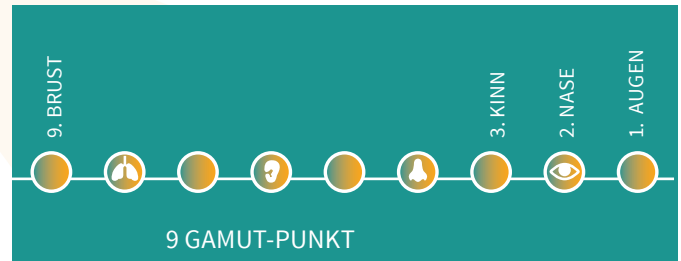 9. BRUST
3. KINN
2. NASE
1. AUGEN
9 GAMUT-PUNKT